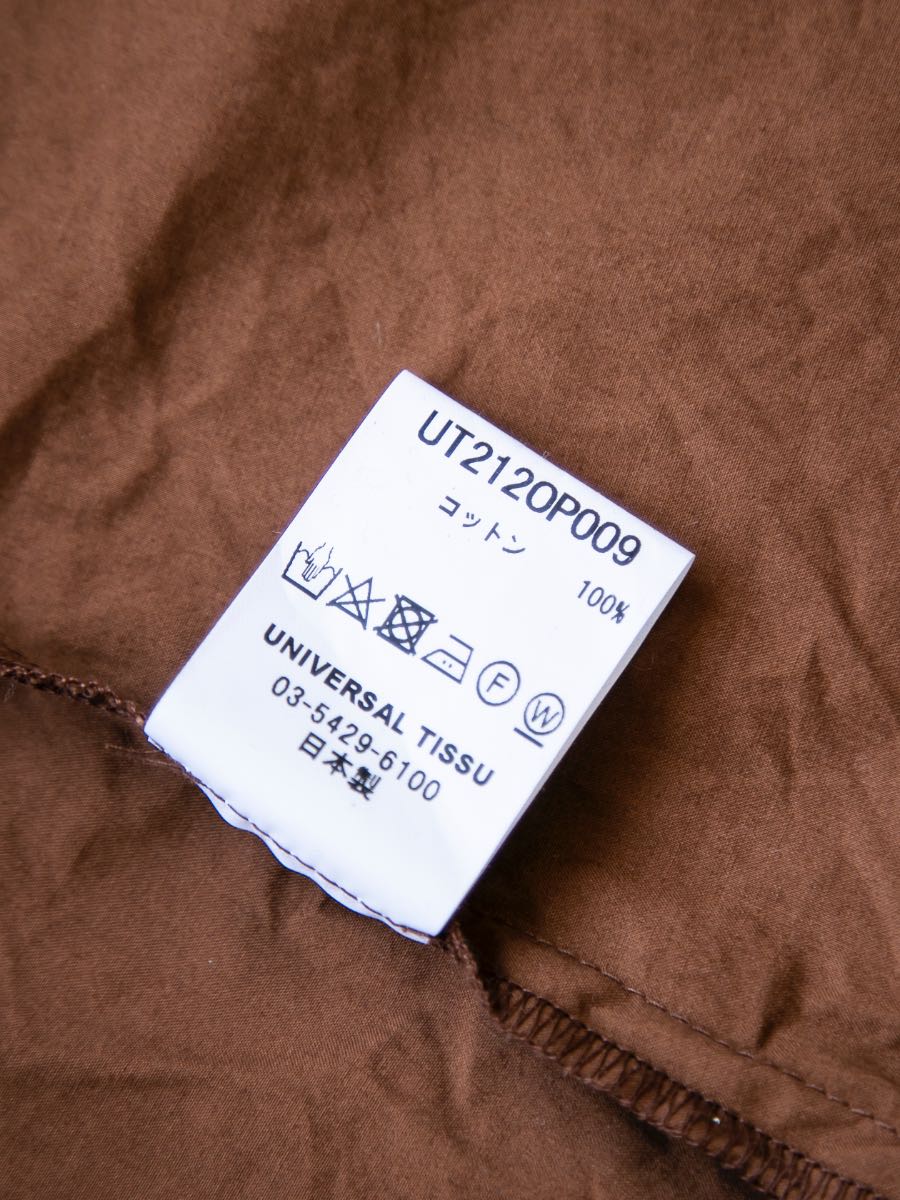 UT212OP009
コットン
100%
F W
UNIVERSAL TISSU
03-5429-6100
日本製